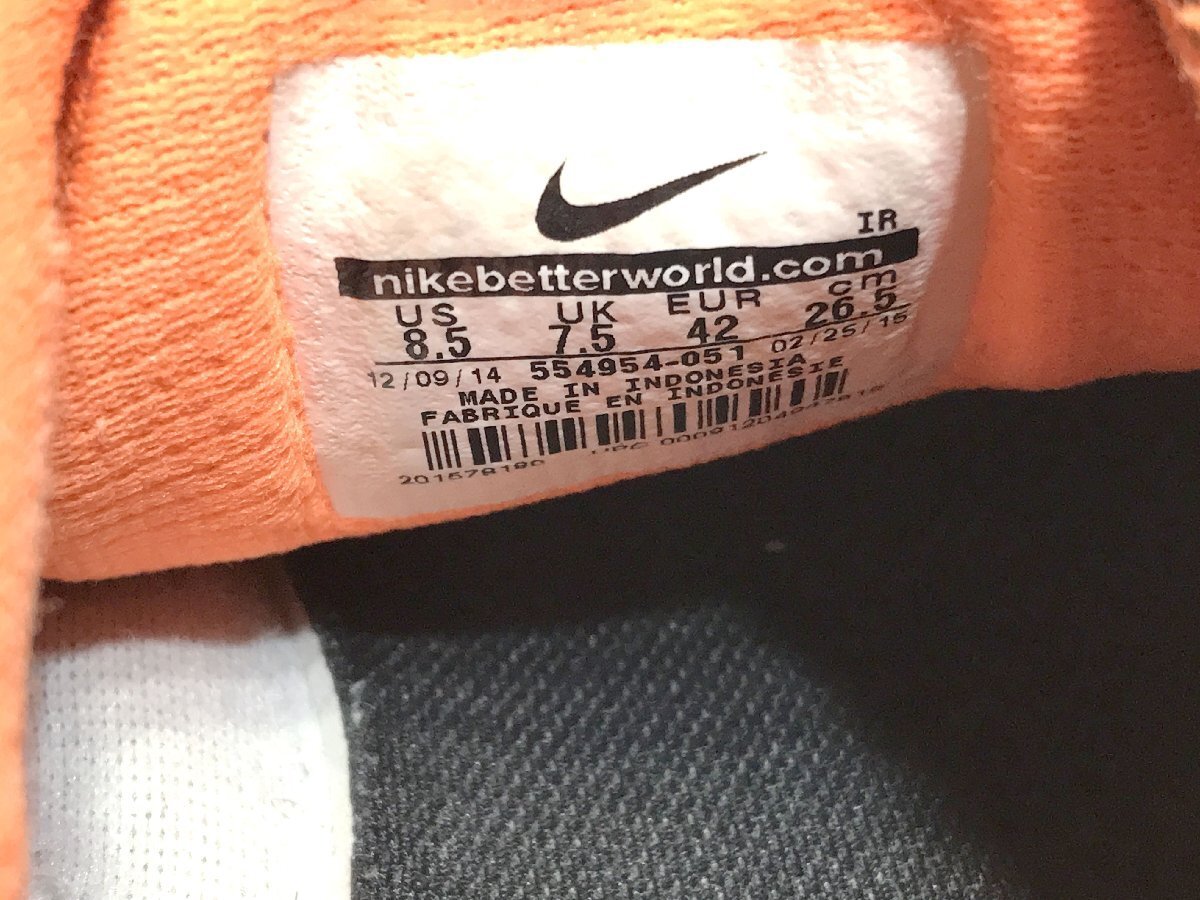 IR
nikebetterworld.com
US UK EUR cm
8.5 7.5 42 26.5
12/09/14 554954-051 02/25/15
MADE IN INDONESIA
FABRIQUE EN INDONESIE
UPC